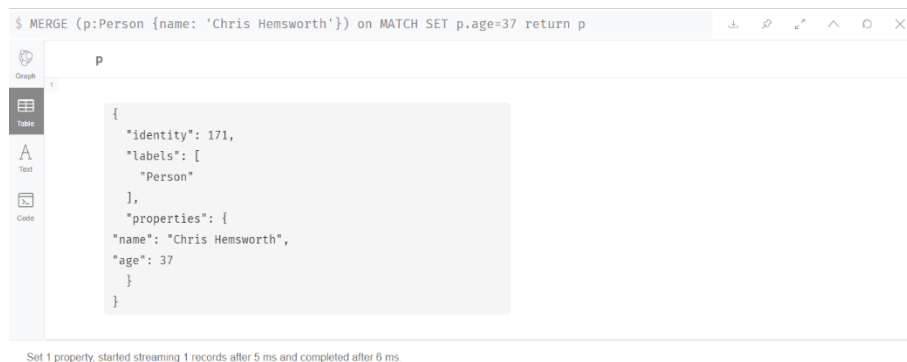 $ MERGE (p:Person {name: 'Chris Hemsworth'}) on MATCH SET p.age=37 return p
Graph
p
1
Table
{
"identity": 171,
"labels": [
"Person"
],
"properties": {
"name": "Chris Hemsworth",
"age": 37
}
}
A
Text
Code
Set 1 property, started streaming 1 records after 5 ms and completed after 6 ms.